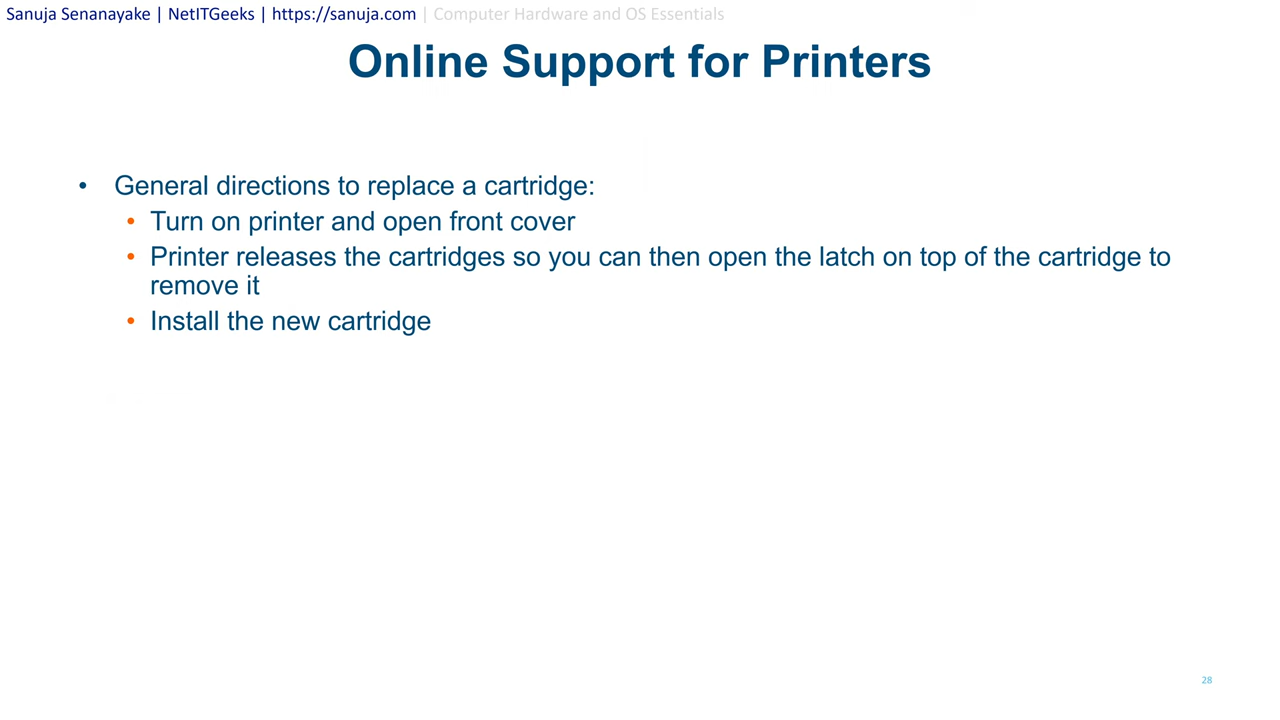 Sanuja Senanayake | NetITGeeks | https://sanuja.com | Computer Hardware and OS Essentials
Online Support for Printers
• General directions to replace a cartridge:
• Turn on printer and open front cover
• Printer releases the cartridges so you can then open the latch on top of the cartridge to
remove it
• Install the new cartridge
28